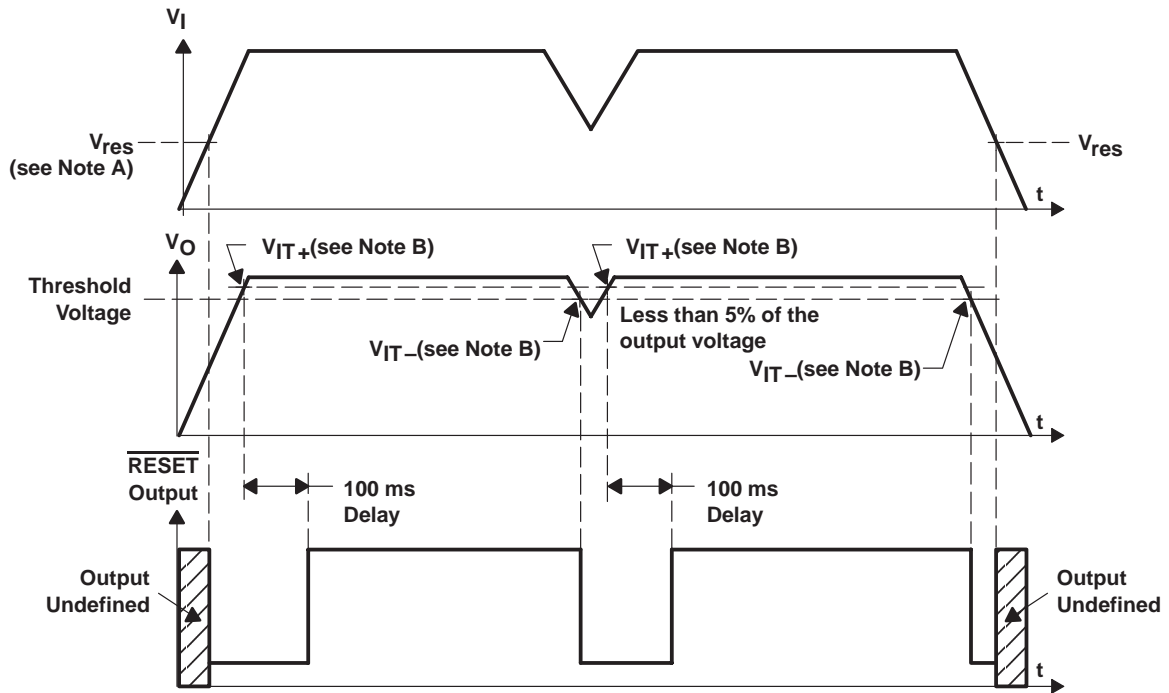 VI
Vres
(see Note A)
Vres
t
VO
VIT+(see Note B)
VIT+(see Note B)
Threshold
Voltage
Less than 5% of the
output voltage
VIT–(see Note B)
VIT–(see Note B)
t
RESET
Output
100 ms
Delay
100 ms
Delay
Output
Undefined
Output
Undefined
t